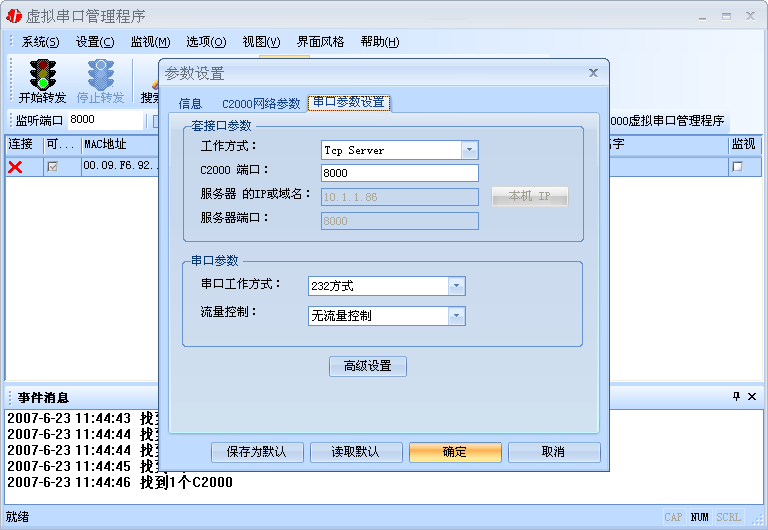 虚拟串口管理程序
系统(S) 设置(C) 监视(M) 选项(O) 视图(V) 界面风格 帮助(H)
开始转发 停止转发 搜索
监听端口 8000
000虚拟串口管理程序
连接 可... MAC地址 字 监视
00.09.F6.92..
参数设置
信息 C2000网络参数 串口参数设置
套接口参数
工作方式： Tcp Server
C2000 端口： 8000
服务器 的IP或域名： 10.1.1.86 本机 IP
服务器端口： 8000
串口参数
串口工作方式： 232方式
流量控制： 无流量控制
高级设置
保存为默认 读取默认 确定 取消
事件消息
2007-6-23 11:44:43 找到
2007-6-23 11:44:44 找到
2007-6-23 11:44:44 找到
2007-6-23 11:44:45 找到
2007-6-23 11:44:46 找到1个C2000
就绪 CAP NUM SCRL